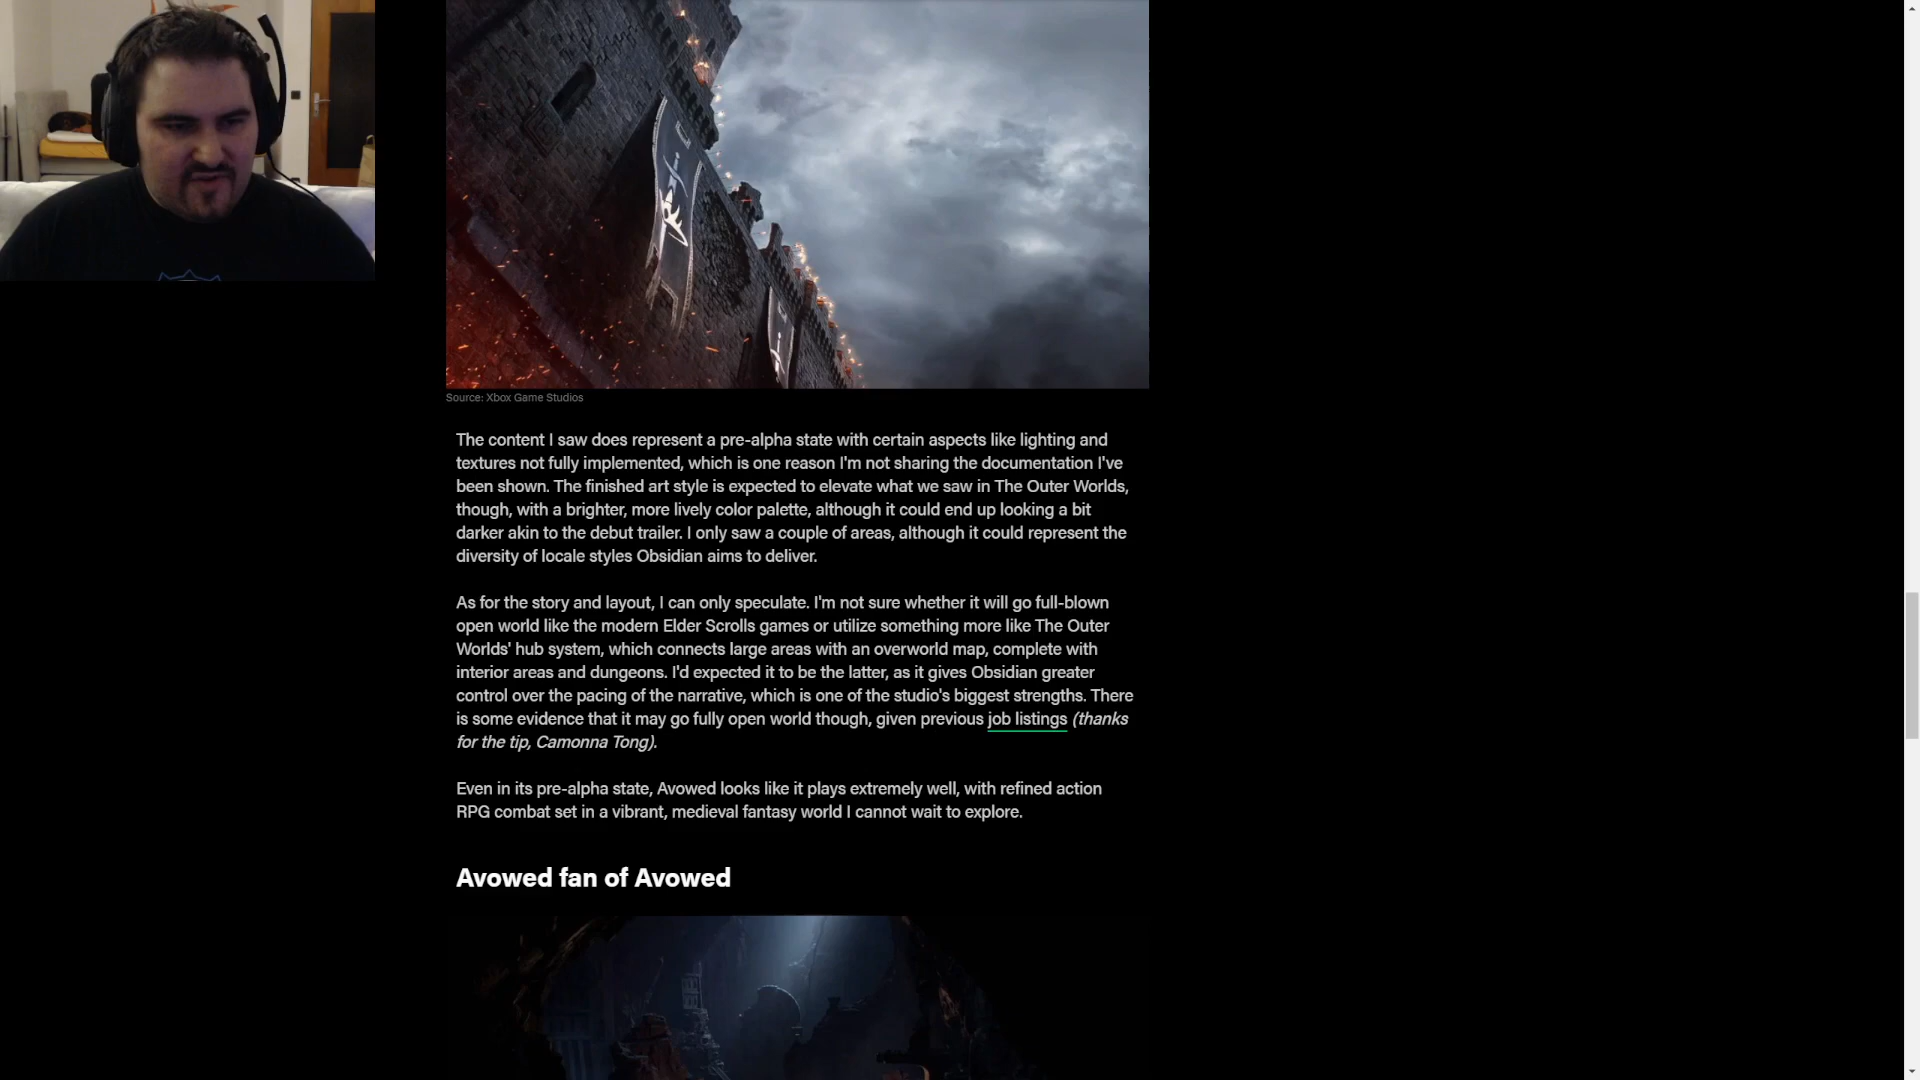 Source: Xbox Game Studios
The content I saw does represent a pre-alpha state with certain aspects like lighting and
textures not fully implemented, which is one reason I'm not sharing the documentation I've
been shown. The finished art style is expected to elevate what we saw in The Outer Worlds,
though, with a brighter, more lively color palette, although it could end up looking a bit
darker akin to the debut trailer. I only saw a couple of areas, although it could represent the
diversity of locale styles Obsidian aims to deliver.
As for the story and layout, I can only speculate. I'm not sure whether it will go full-blown
open world like the modern Elder Scrolls games or utilize something more like The Outer
Worlds' hub system, which connects large areas with an overworld map, complete with
interior areas and dungeons. I'd expected it to be the latter, as it gives Obsidian greater
control over the pacing of the narrative, which is one of the studio's biggest strengths. There
is some evidence that it may go fully open world though, given previous job listings (thanks
for the tip, Camonna Tong).
Even in its pre-alpha state, Avowed looks like it plays extremely well, with refined action
RPG combat set in a vibrant, medieval fantasy world I cannot wait to explore.
Avowed fan of Avowed